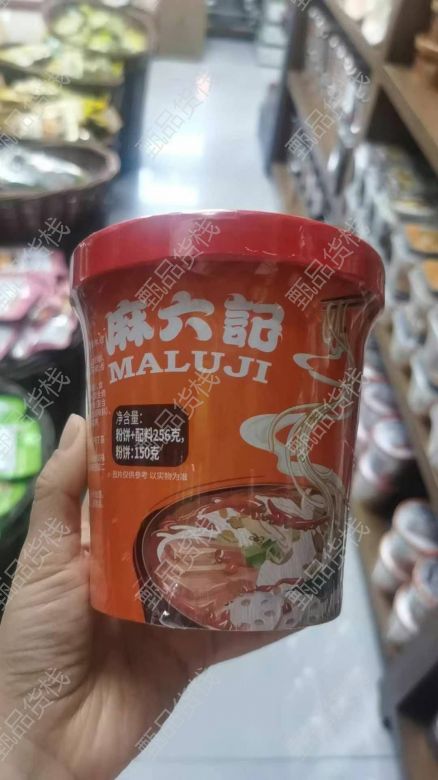 麻六記
MALUJI
净含量:
粉饼+配料256克,
粉饼:150克
图片仅供参考 以实物为准
甄品货栈